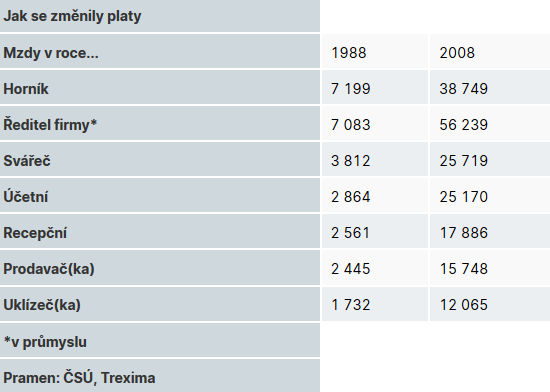 Jak se změnily platy
Mzdy v roce... 1988 2008
Horník 7 199 38 749
Ředitel firmy* 7 083 56 239
Svářeč 3 812 25 719
Účetní 2 864 25 170
Recepční 2 561 17 886
Prodavač(ka) 2 445 15 748
Uklízeč(ka) 1 732 12 065
*v průmyslu
Pramen: ČSÚ, Trexima